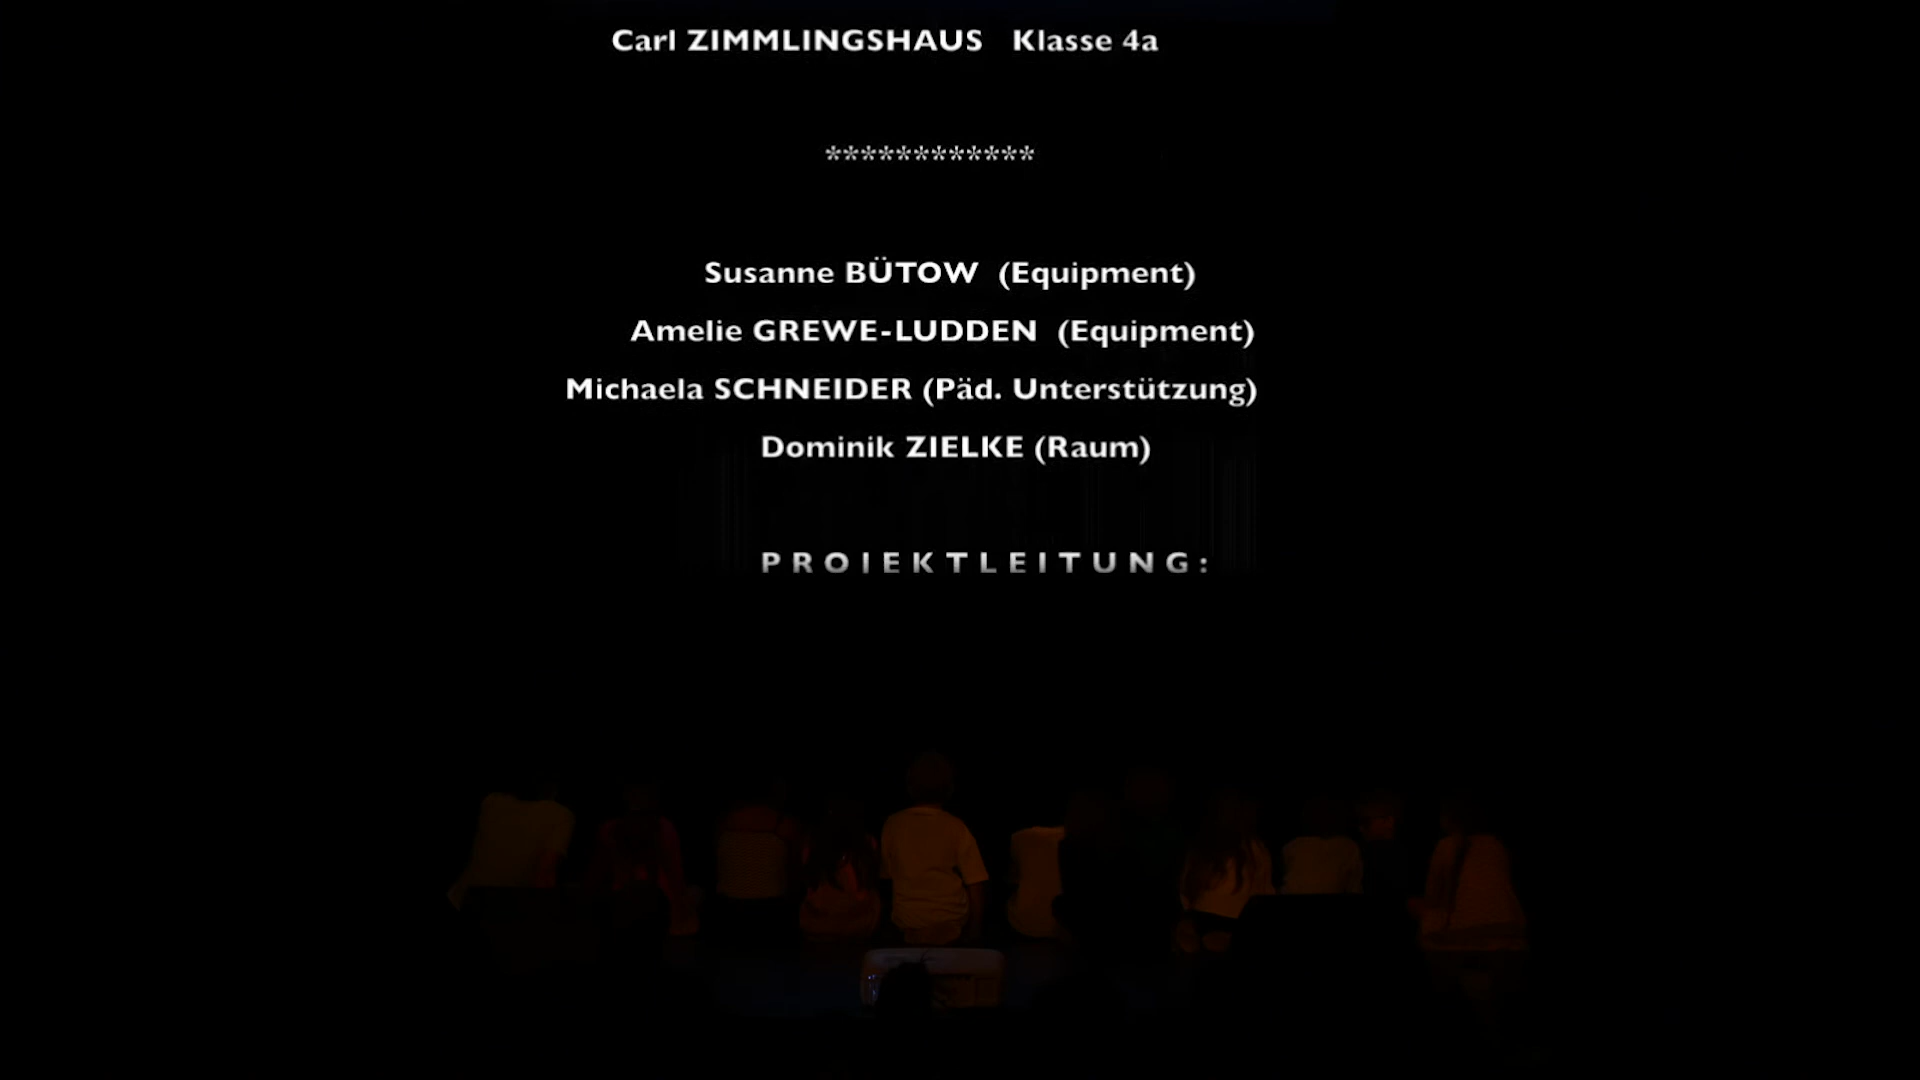 Carl ZIMMLINGSHAUS Klasse 4a
************
Susanne BÜTOW (Equipment)
Amelie GREWE-LUDDEN (Equipment)
Michaela SCHNEIDER (Päd. Unterstützung)
Dominik ZIELKE (Raum)
PROJEKTLEITUNG: